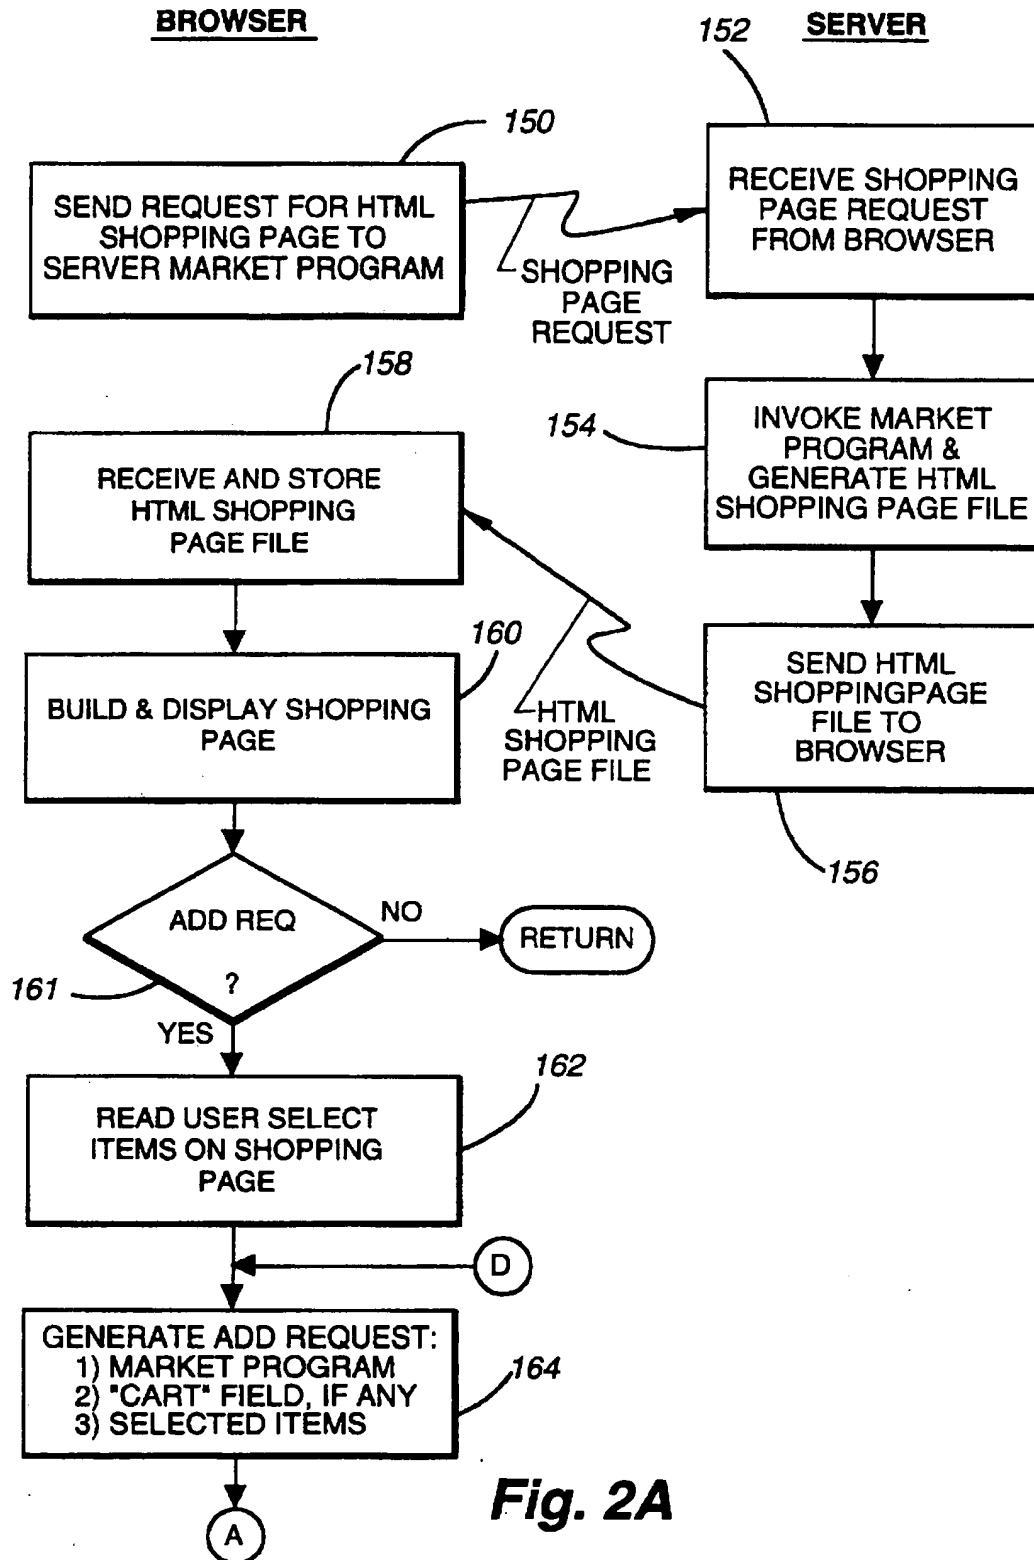 BROWSER
SERVER
152
150
SEND REQUEST FOR HTML
SHOPPING PAGE TO
SERVER MARKET PROGRAM
RECEIVE SHOPPING
PAGE REQUEST
FROM BROWSER
SHOPPING
PAGE
REQUEST
158
154
INVOKE MARKET
PROGRAM &
GENERATE HTML
SHOPPING PAGE FILE
RECEIVE AND STORE
HTML SHOPPING
PAGE FILE
160
BUILD & DISPLAY SHOPPING
PAGE
HTML
SHOPPING
PAGE FILE
SEND HTML
SHOPPINGPAGE
FILE TO
BROWSER
156
ADD REQ
?
NO
RETURN
161
YES
162
READ USER SELECT
ITEMS ON SHOPPING
PAGE
D
GENERATE ADD REQUEST:
1) MARKET PROGRAM
2) "CART" FIELD, IF ANY
3) SELECTED ITEMS
164
Fig. 2A
A